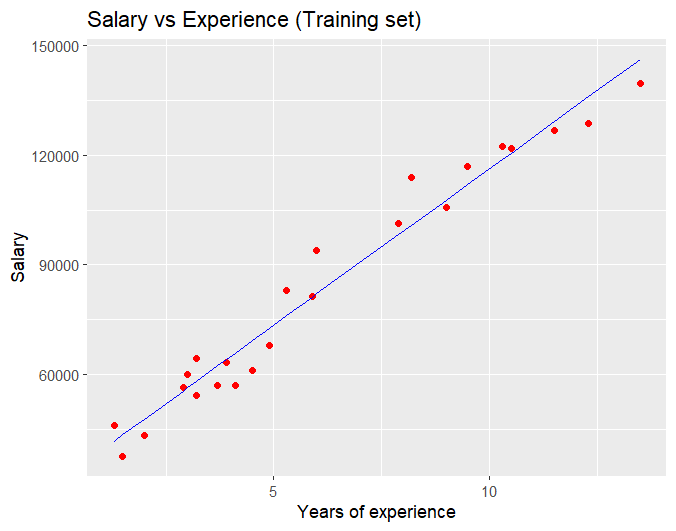 Salary vs Experience (Training set)
150000
120000
90000
60000
Salary
5
10
Years of experience